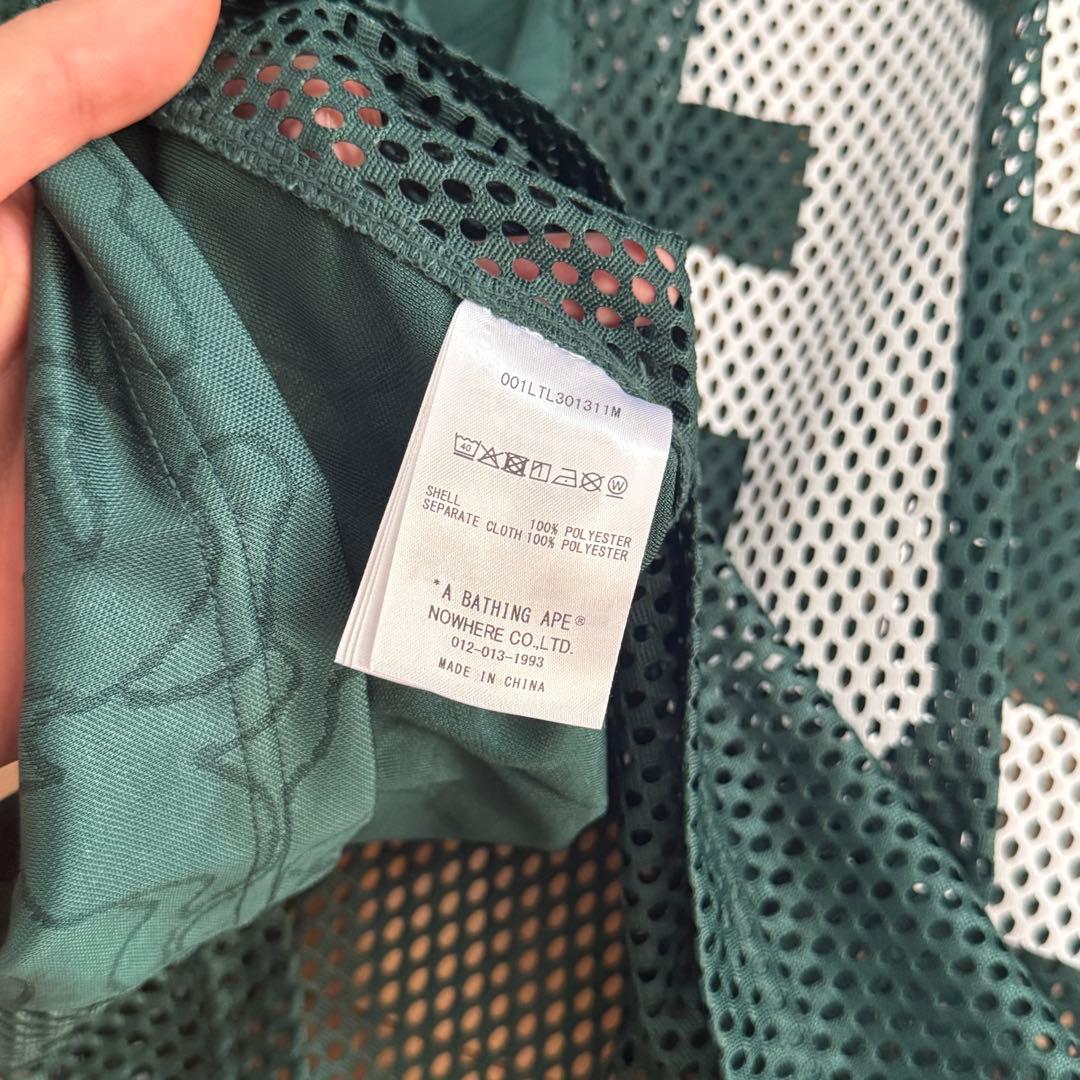 001LTL301311M
40 W
SHELL 100% POLYESTER
SEPARATE CLOTH 100% POLYESTER
*A BATHING APE®
NOWHERE CO.,LTD.
012-013-1993
MADE IN CHINA